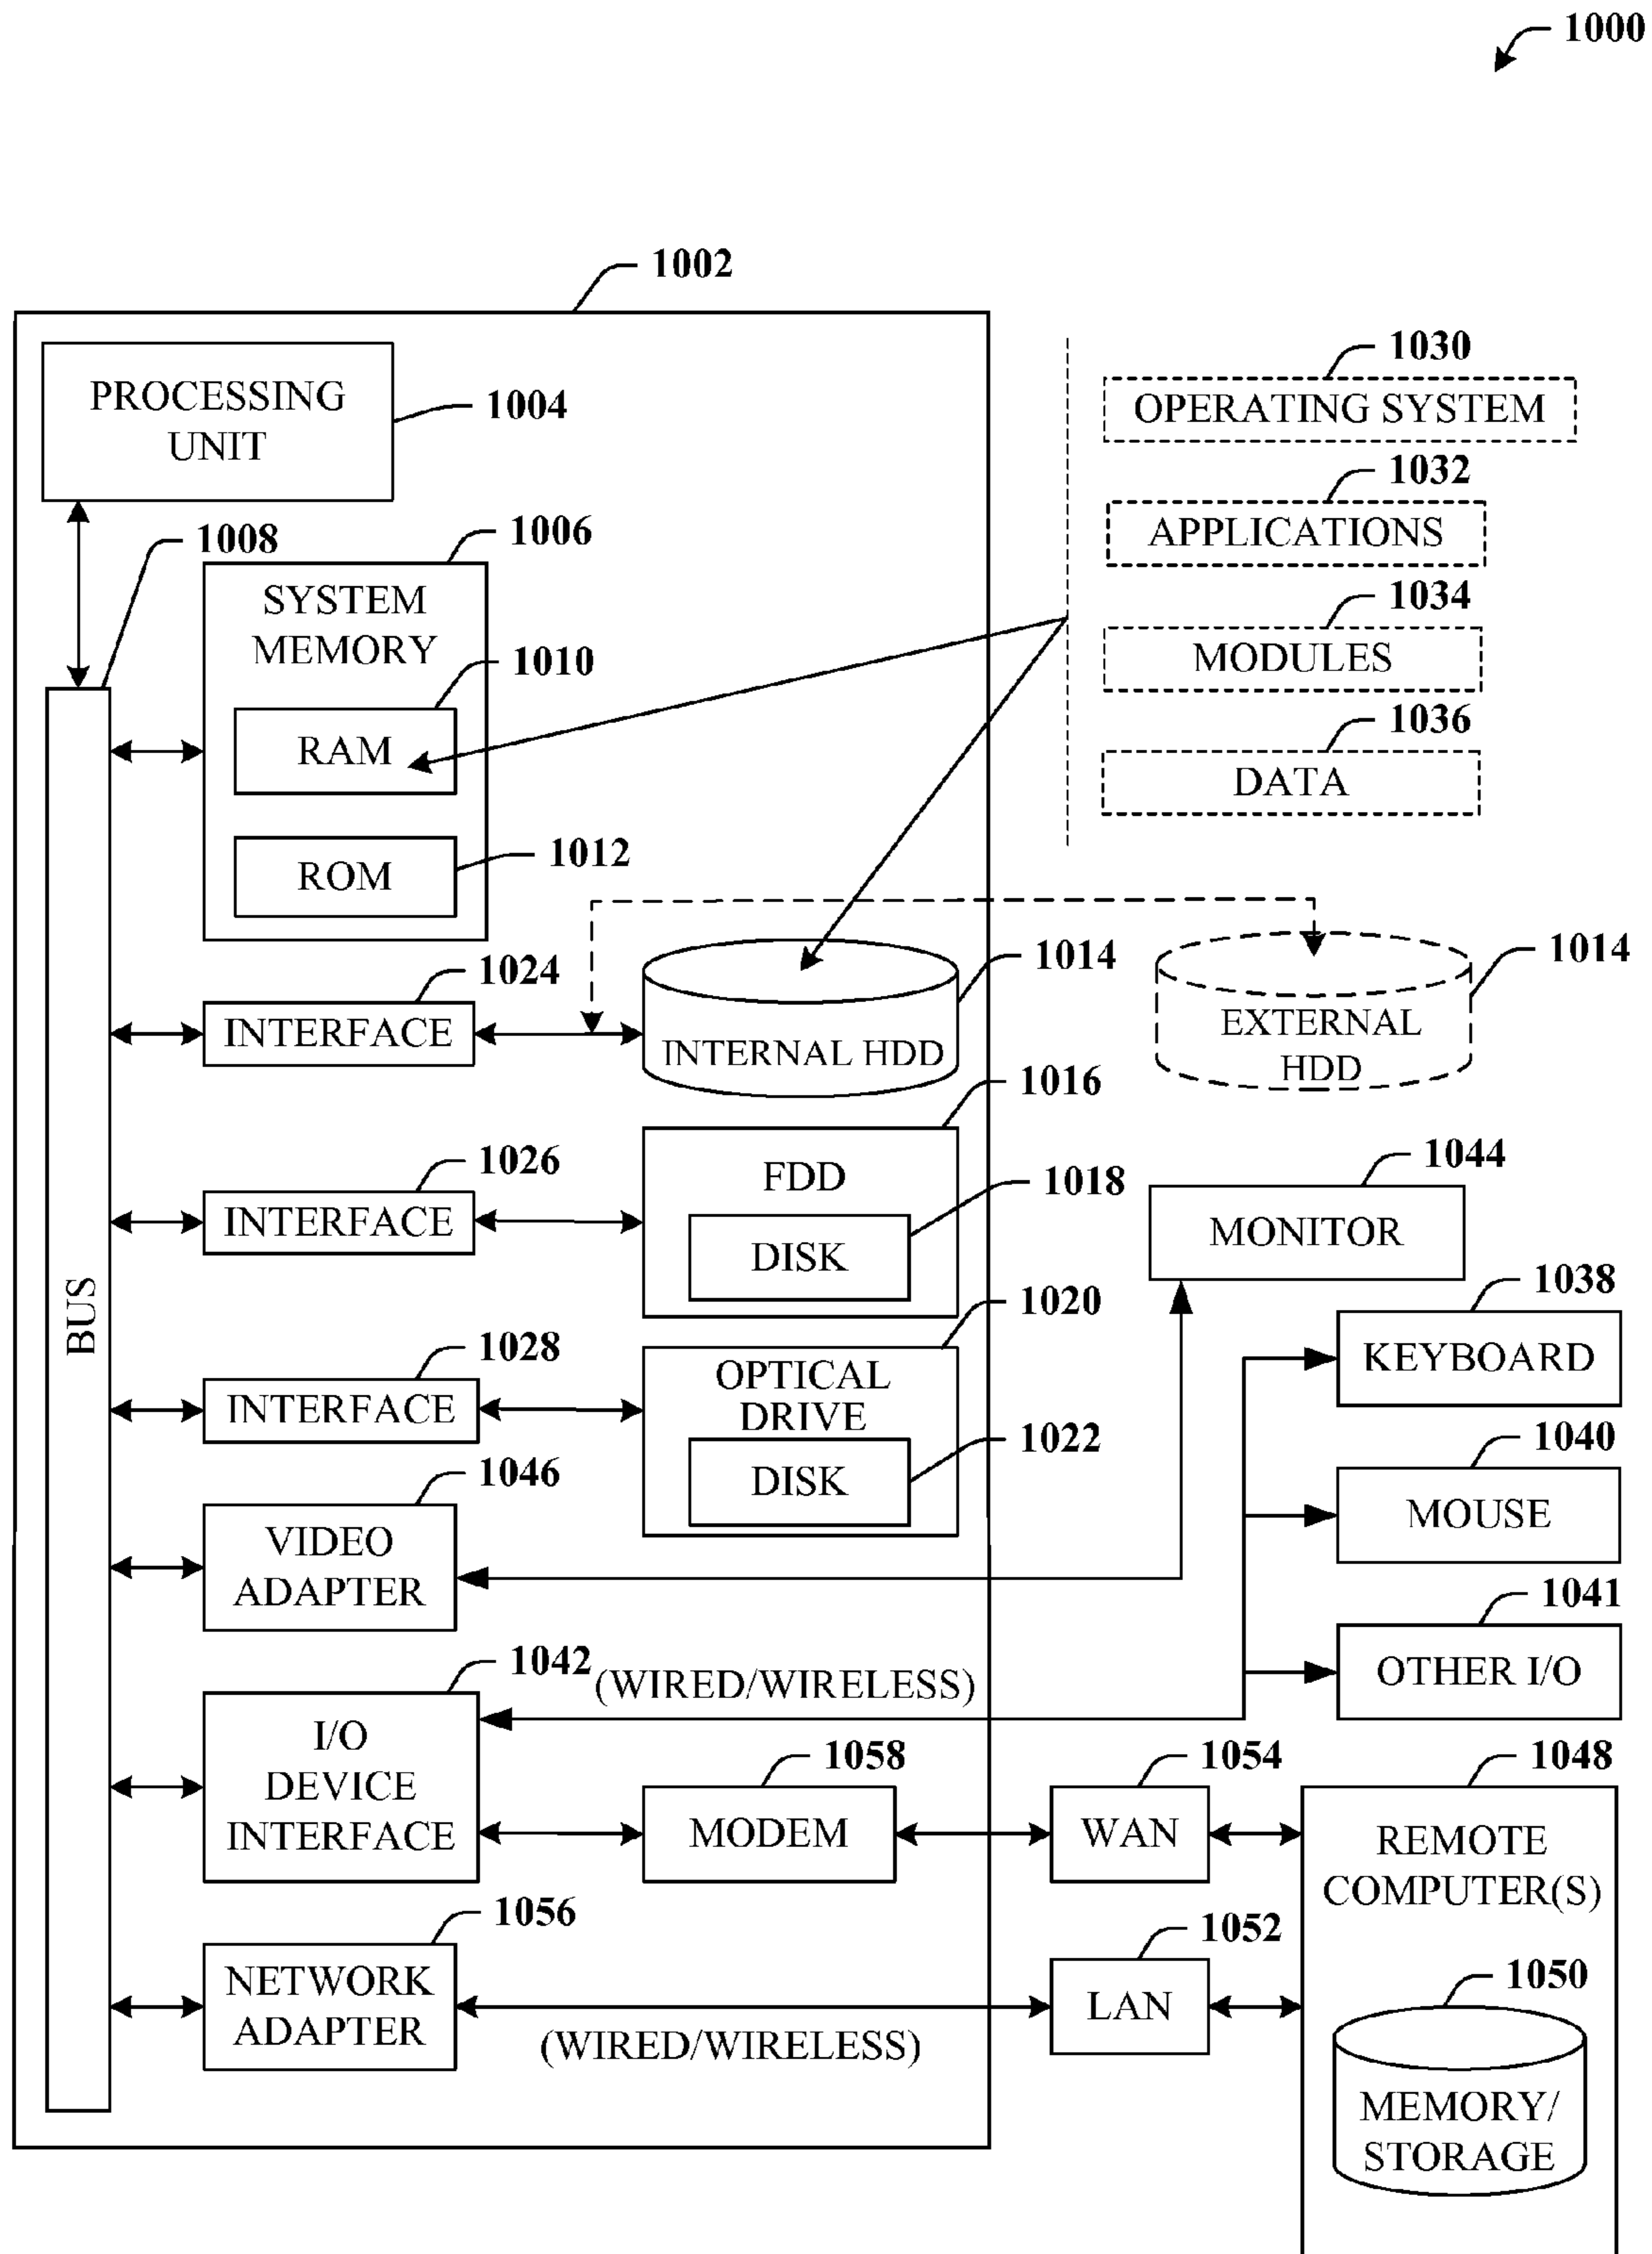 1000
1002
PROCESSING
UNIT
1004
1030
OPERATING SYSTEM
1032
APPLICATIONS
1034
MODULES
1036
DATA
1008
1006
SYSTEM
MEMORY
1010
RAM
1012
ROM
BUS
1024
INTERFACE
1014
INTERNAL HDD
1014
EXTERNAL
HDD
1026
INTERFACE
1016
FDD
1018
DISK
1044
MONITOR
1028
INTERFACE
1020
OPTICAL
DRIVE
1022
DISK
1038
KEYBOARD
1040
MOUSE
1041
OTHER I/O
1046
VIDEO
ADAPTER
1042
(WIRED/WIRELESS)
I/O
DEVICE
INTERFACE
1058
MODEM
1054
WAN
1048
REMOTE
COMPUTER(S)
1056
NETWORK
ADAPTER
(WIRED/WIRELESS)
1052
LAN
1050
MEMORY/
STORAGE